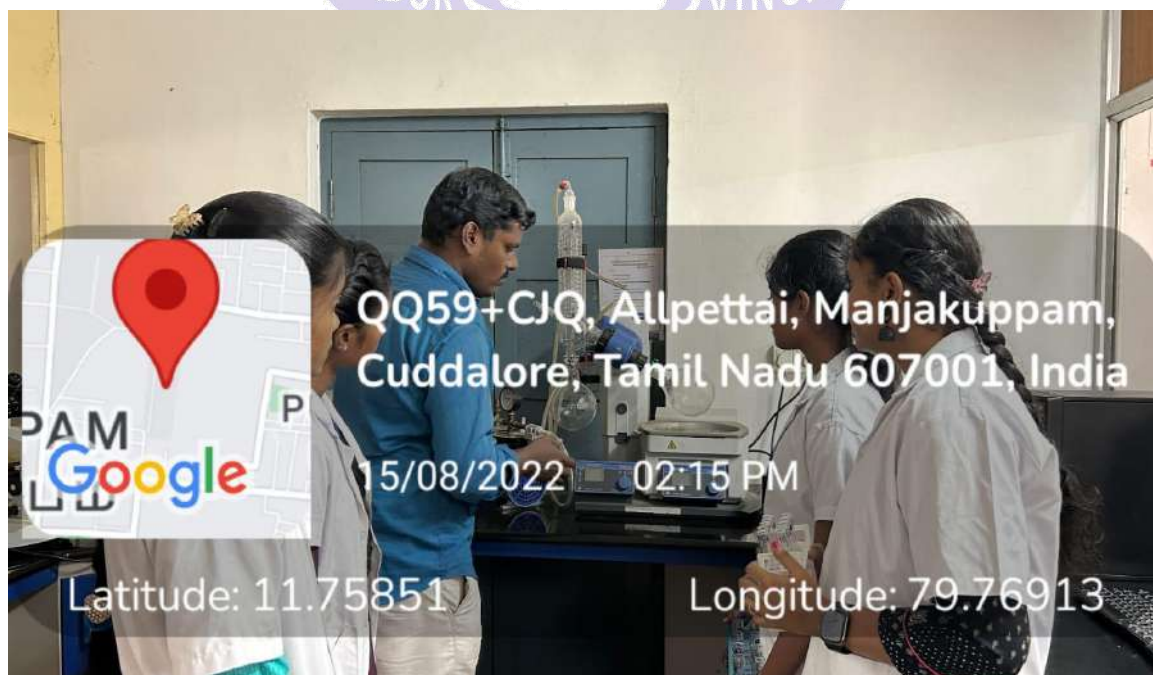 QQ59+CJQ, Allpettai, Manjakuppam,
Cuddalore, Tamil Nadu 607001, India
PAM
P
Google
15/08/2022 02:15 PM
Latitude: 11.75851
Longitude: 79.76913